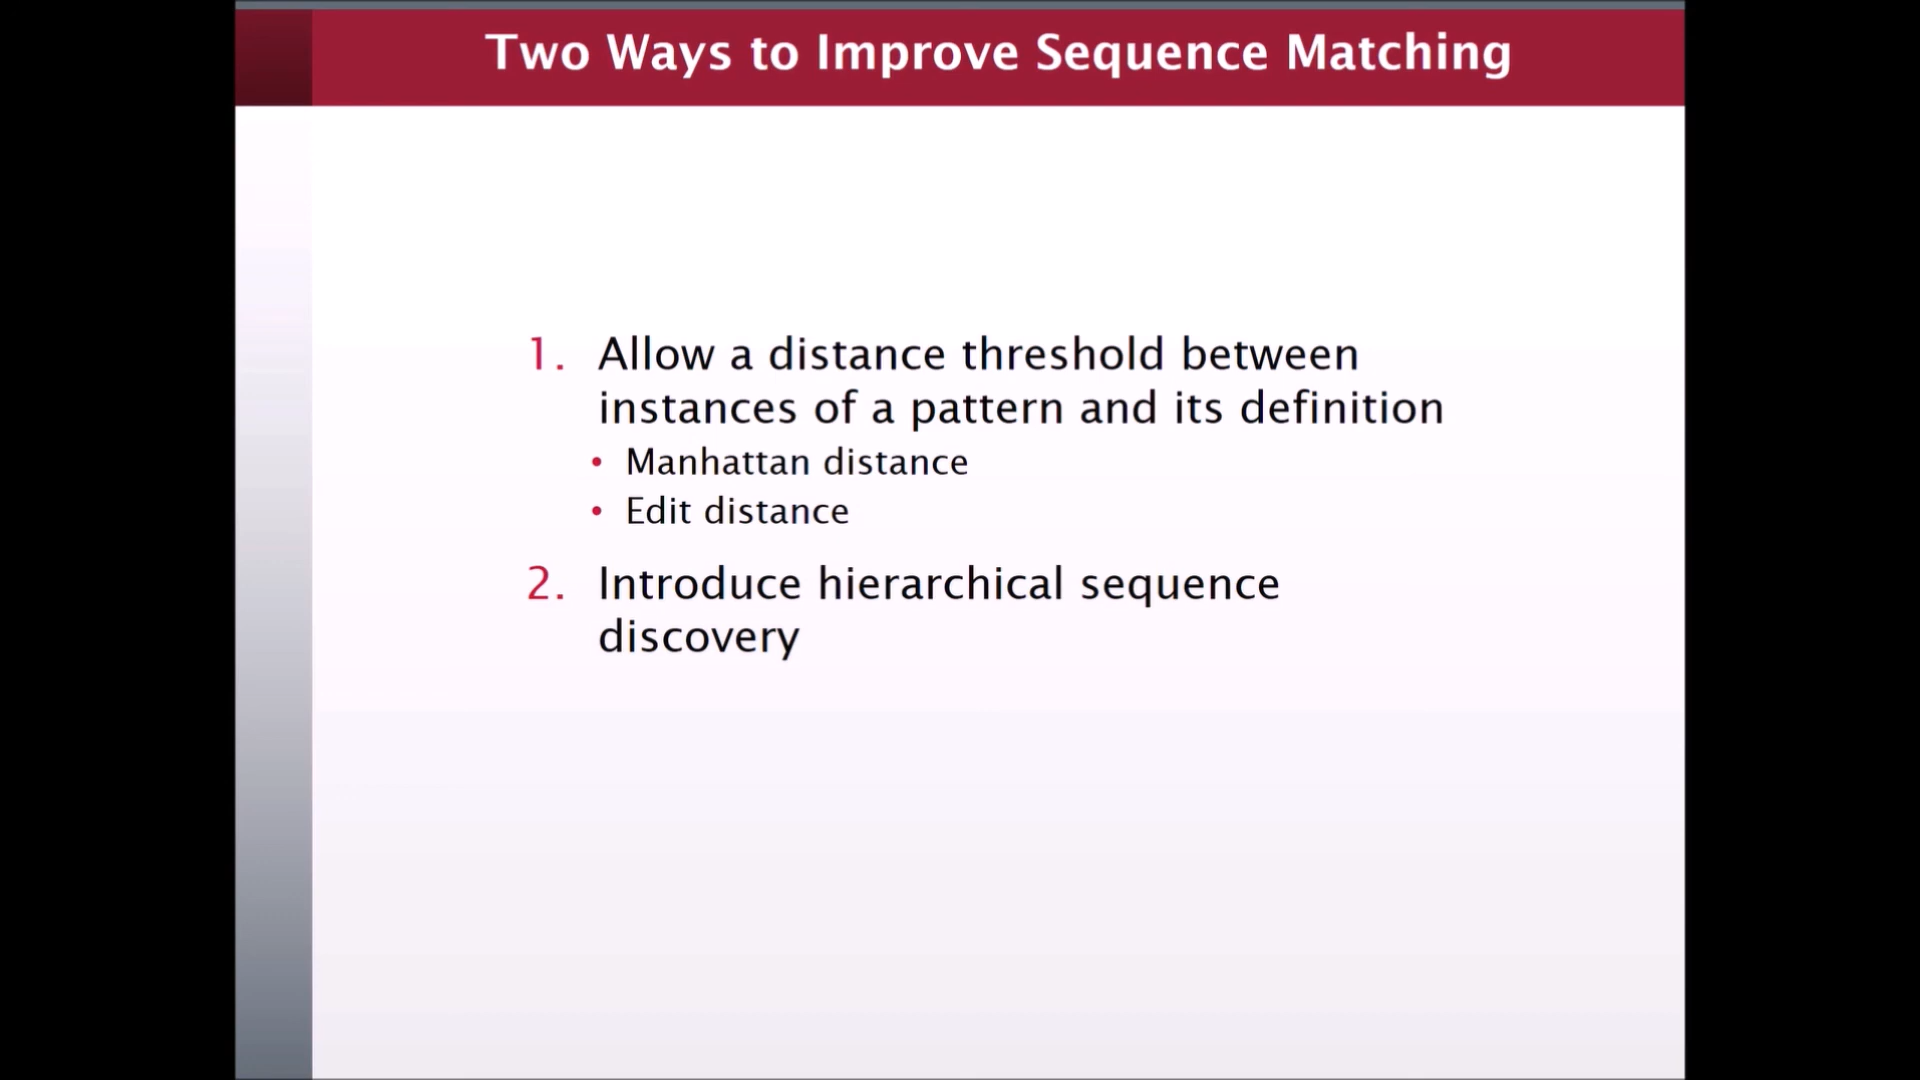 Two Ways to Improve Sequence Matching
1. Allow a distance threshold between
instances of a pattern and its definition
• Manhattan distance
• Edit distance
2. Introduce hierarchical sequence
discovery